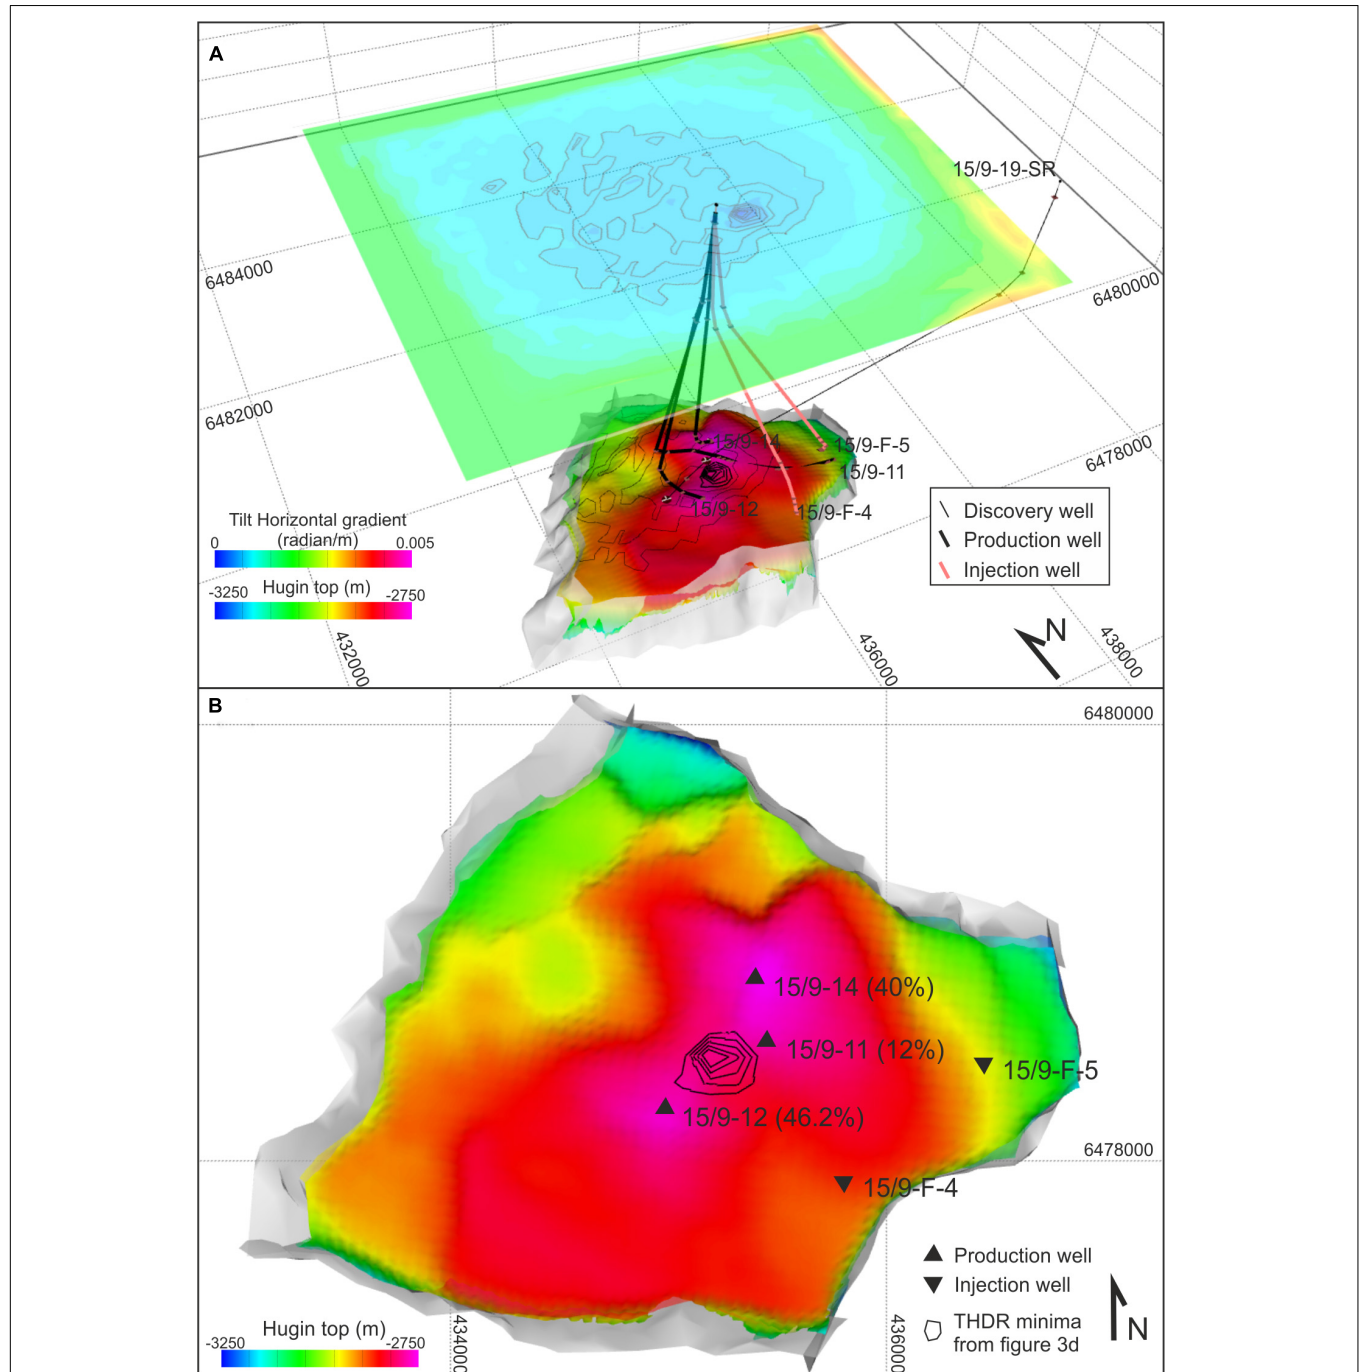 A
15/9-19-SR
6484000
6480000
6482000
6478000
15/9-14
15/9-F-5
15/9-11
15/9-12
15/9-F-4
Tilt Horizontal gradient
(radian/m)
0
0.005
Hugin top (m)
-3250
-2750
Discovery well
Production well
Injection well
N
432000
436000
438000
B
6480000
15/9-14 (40%)
15/9-11 (12%)
15/9-F-5
15/9-12 (46.2%)
6478000
15/9-F-4
Production well
Injection well
THDR minima
from figure 3d
N
Hugin top (m)
-3250
-2750
434000
436000